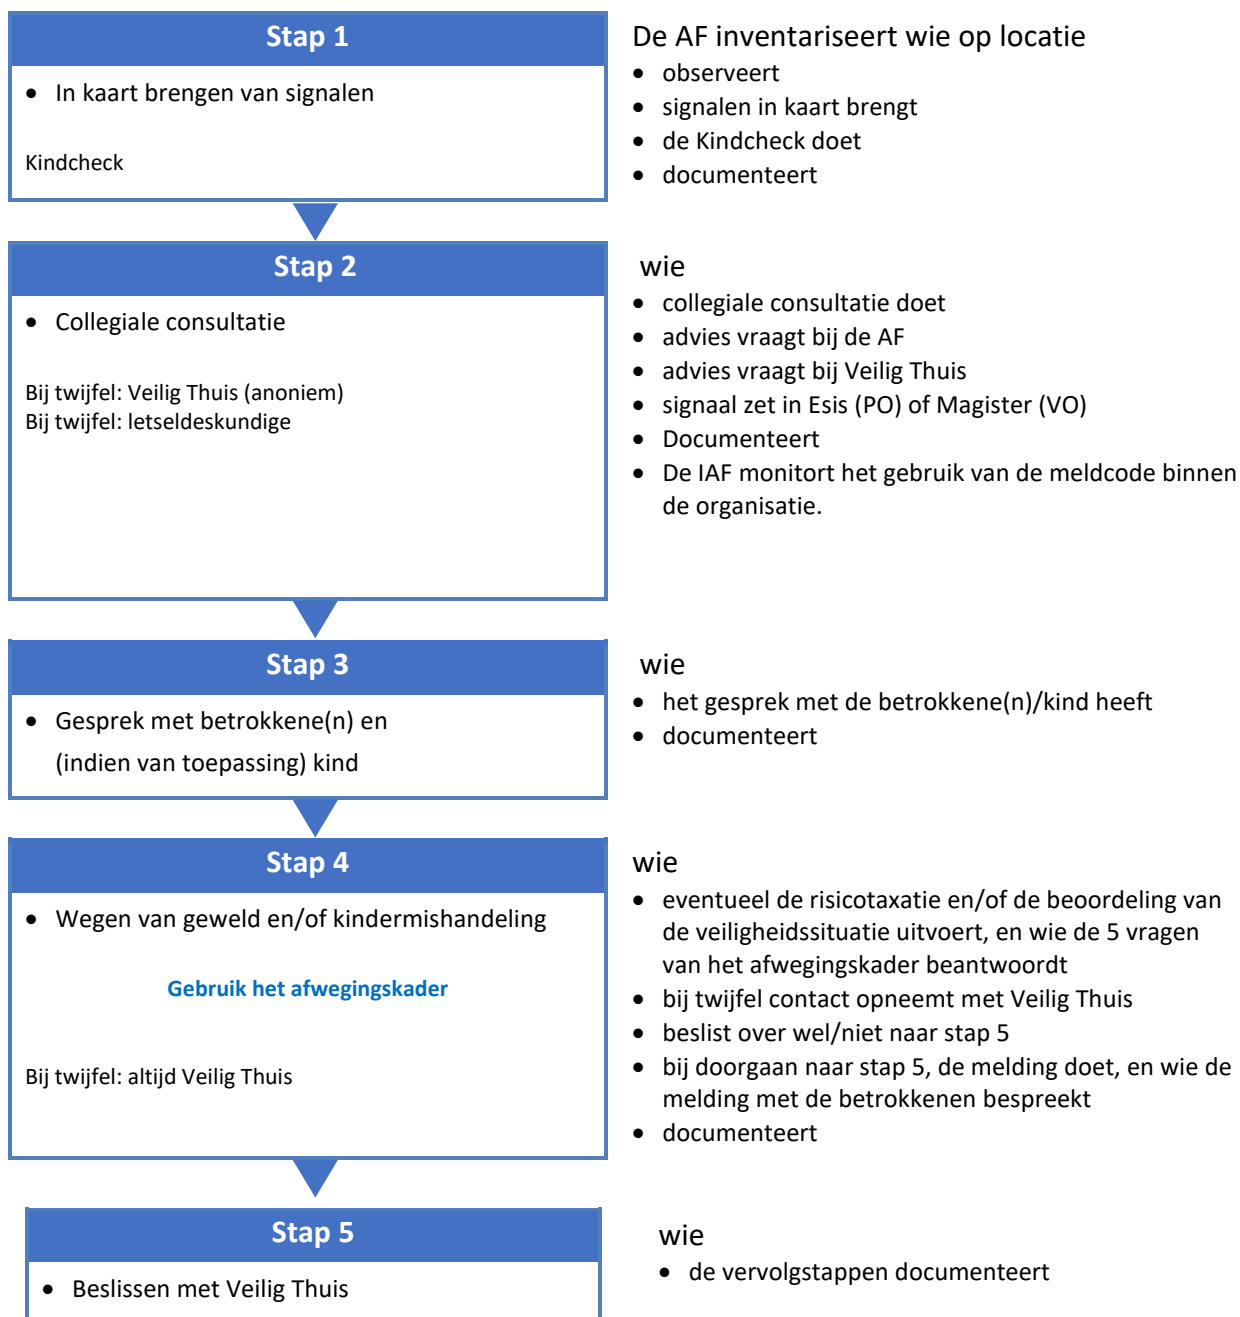 Stap 1
• In kaart brengen van signalen
Kindcheck
De AF inventariseert wie op locatie
• observeert
• signalen in kaart brengt
• de Kindcheck doet
• documenteert
Stap 2
• Collegiale consultatie
Bij twijfel: Veilig Thuis (anoniem)
Bij twijfel: letseldeskundige
wie
• collegiale consultatie doet
• advies vraagt bij de AF
• advies vraagt bij Veilig Thuis
• signaal zet in Esis (PO) of Magister (VO)
• Documenteert
• De IAF monitort het gebruik van de meldcode binnen
de organisatie.
Stap 3
• Gesprek met betrokkene(n) en
(indien van toepassing) kind
wie
• het gesprek met de betrokkene(n)/kind heeft
• documenteert
Stap 4
• Wegen van geweld en/of kindermishandeling
Gebruik het afwegingskader
Bij twijfel: altijd Veilig Thuis
wie
• eventueel de risicotaxatie en/of de beoordeling van
de veiligheidssituatie uitvoert, en wie de 5 vragen
van het afwegingskader beantwoordt
• bij twijfel contact opneemt met Veilig Thuis
• beslist over wel/niet naar stap 5
• bij doorgaan naar stap 5, de melding doet, en wie de
melding met de betrokkenen bespreekt
• documenteert
Stap 5
• Beslissen met Veilig Thuis
wie
• de vervolgstappen documenteert